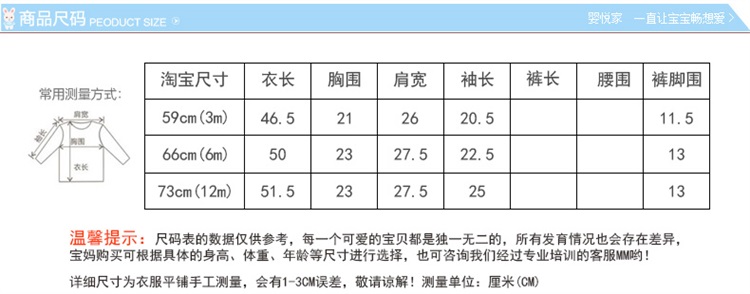 商品尺码 PEODUCT SIZE
婴悦家 一直让宝宝畅想爱 >
淘宝尺寸 衣长 胸围 肩宽 袖长 裤长 腰围 裤脚围
59cm(3m) 46.5 21 26 20.5 11.5
66cm(6m) 50 23 27.5 22.5 13
73cm(12m) 51.5 23 27.5 25 13
常用测量方式:
肩宽
袖长
胸围
衣长
温馨提示: 尺码表的数据仅供参考，每一个可爱的宝贝都是独一无二的，所有发育情况也会存在差异，
宝妈购买可根据具体的身高、体重、年龄等尺寸进行选择，也可咨询我们经过专业培训的客服MM哟！
详细尺寸为衣服平铺手工测量，会有1-3CM误差，敬请谅解！测量单位：厘米(CM)